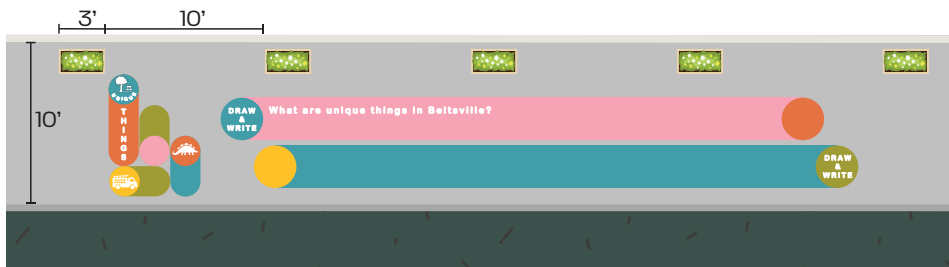 3’
10’
10’
UNIQUE
THINGS
DRAW
&
WRITE
What are unique things in Beltsville?
DRAW
&
WRITE